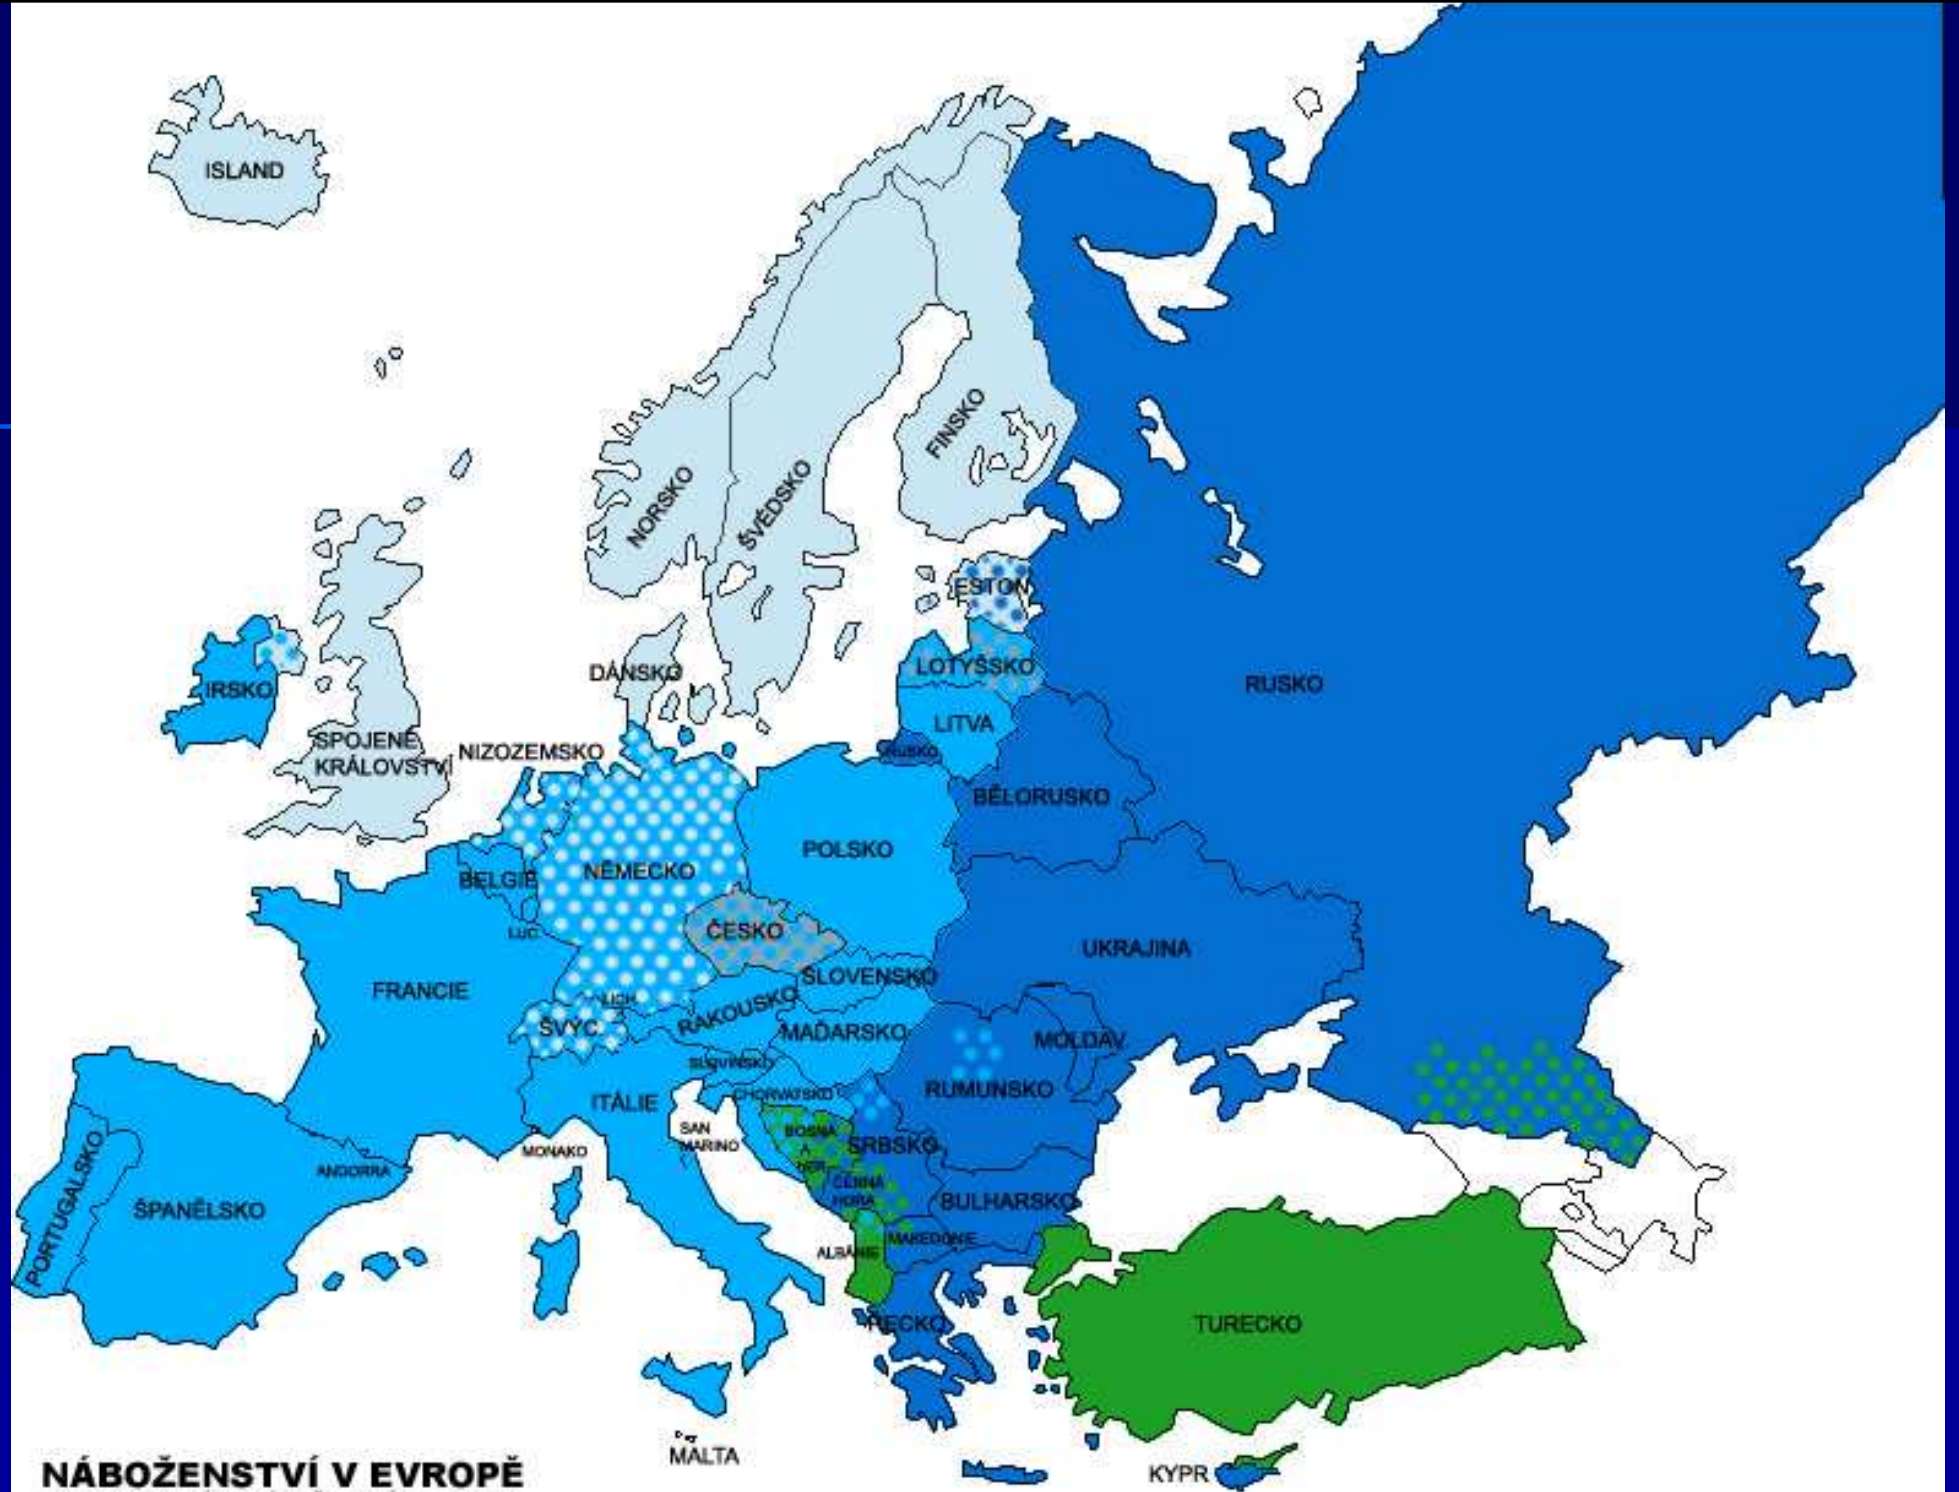 ISLAND
FINSKO
NORSKO
ŠVÉDSKO
ESTON
DÁNSKO
LOTYŠSKO
IRSKO
RUSKO
LITVA
SPOJENÉ
KRÁLOVSTVÍ
NIZOZEMSKO
RUSKO
BĚLORUSKO
POLSKO
BELGIE
NĚMECKO
LUC.
ČESKO
UKRAJINA
FRANCIE
SLOVENSKO
LICH.
RAKOUSKO
ŠVÝC.
MAĎARSKO
MOLDAV.
SLOVINSKO
RUMUNSKO
ITÁLIE
CHORVATSKO
SAN
MARINO
BOSNA
A
HER.
SRBSKO
MONAKO
ANDORRA
PORTUGALSKO
ŠPANĚLSKO
ČERNÁ
HORA
BULHARSKO
MAKEDONIE
ALBÁNIE
ŘECKO
TURECKO
MALTA
KYPR
NÁBOŽENSTVÍ V EVROPĚ